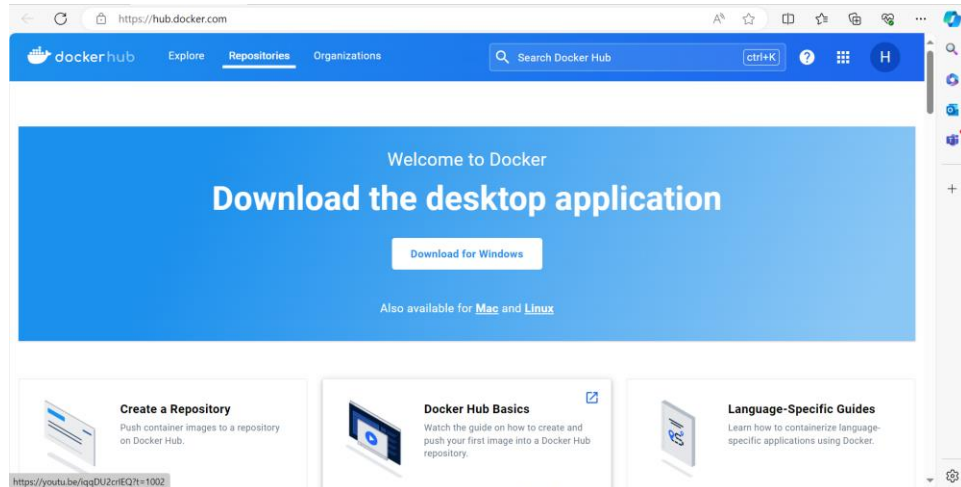 https://hub.docker.com
dockerhub Explore Repositories Organizations Search Docker Hub ctrl+K ? H
Welcome to Docker
Download the desktop application
Download for Windows
Also available for Mac and Linux
Create a Repository
Push container images to a repository
on Docker Hub.
Docker Hub Basics
Watch the guide on how to create and
push your first image into a Docker Hub
repository.
Language-Specific Guides
Learn how to containerize language-
specific applications using Docker.
https://youtu.be/iqqDU2crIEQ?t=1002